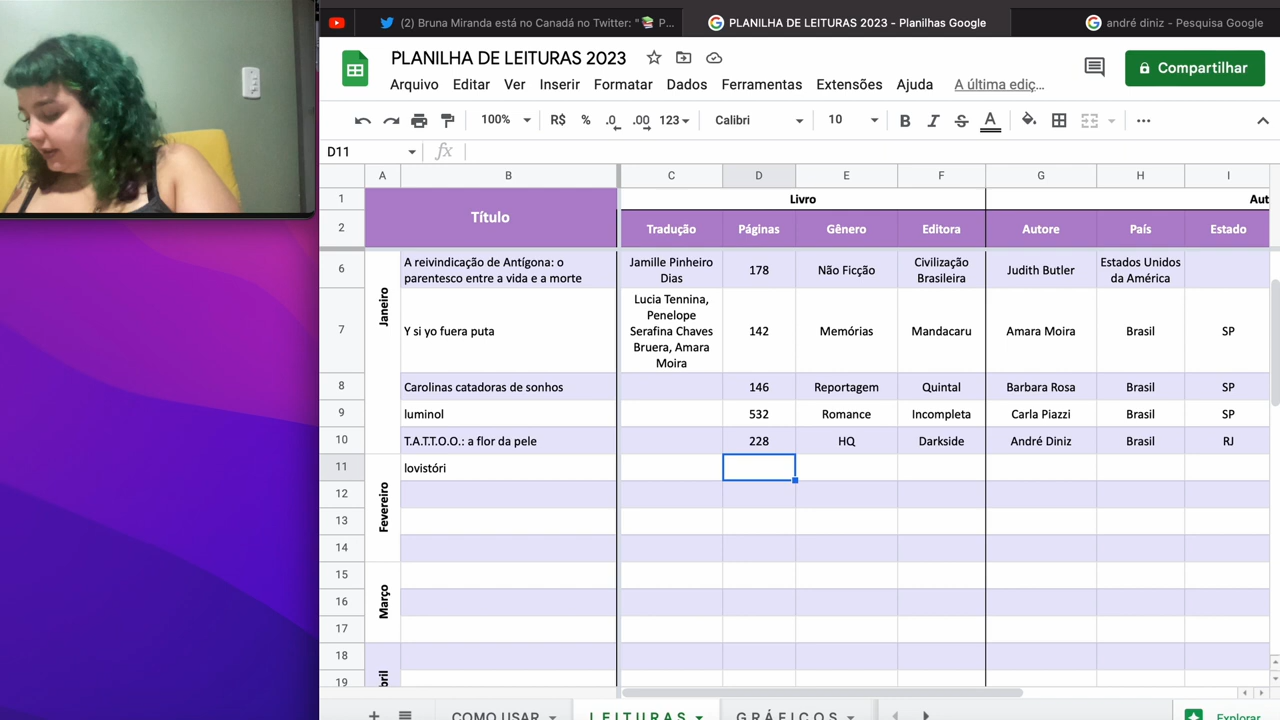 (2) Bruna Miranda está no Canadá no Twitter: "📚 P...
PLANILHA DE LEITURAS 2023 - Planilhas Google
andré diniz - Pesquisa Google
PLANILHA DE LEITURAS 2023
Arquivo Editar Ver Inserir Formatar Dados Ferramentas Extensões Ajuda A última ediç...
Compartilhar
100% R$ % .0 .00 123 Calibri 10 B I S A ...
D11 fx
A B C D E F G H I
1 Livro Aut
2 Título Tradução Páginas Gênero Editora Autore País Estado
Janeiro
6 A reivindicação de Antígona: o parentesco entre a vida e a morte Jamille Pinheiro Dias 178 Não Ficção Civilização Brasileira Judith Butler Estados Unidos da América
7 Y si yo fuera puta Lucia Tennina, Penelope Serafina Chaves Bruera, Amara Moira 142 Memórias Mandacaru Amara Moira Brasil SP
8 Carolinas catadoras de sonhos 146 Reportagem Quintal Barbara Rosa Brasil SP
9 luminol 532 Romance Incompleta Carla Piazzi Brasil SP
10 T.A.T.T.O.O.: a flor da pele 228 HQ Darkside André Diniz Brasil RJ
Fevereiro
11 lovistóri
12
13
14
Março
15
16
17
bril
18
19
+ COMO USAR LEITURAS GRÁFICOS Explorar